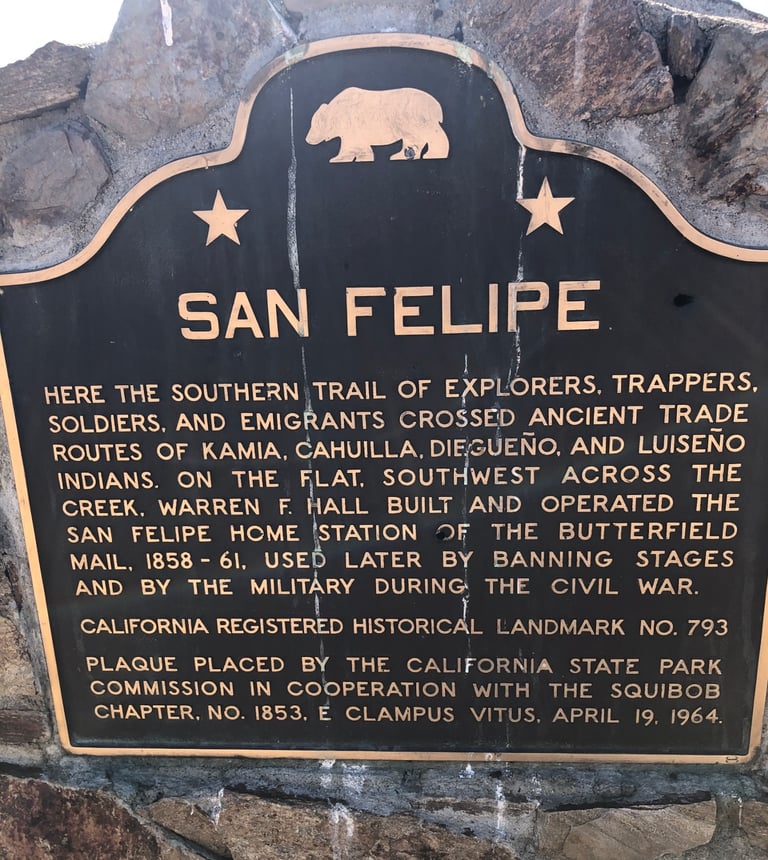 SAN FELIPE
HERE THE SOUTHERN TRAIL OF EXPLORERS, TRAPPERS,
SOLDIERS, AND EMIGRANTS CROSSED ANCIENT TRADE
ROUTES OF KAMIA, CAHUILLA, DIEGUEÑO, AND LUISEÑO
INDIANS. ON THE FLAT, SOUTHWEST ACROSS THE
CREEK, WARREN F. HALL BUILT AND OPERATED THE
SAN FELIPE HOME STATION OF THE BUTTERFIELD
MAIL, 1858 - 61, USED LATER BY BANNING STAGES
AND BY THE MILITARY DURING THE CIVIL WAR.
CALIFORNIA REGISTERED HISTORICAL LANDMARK NO. 793
PLAQUE PLACED BY THE CALIFORNIA STATE PARK
COMMISSION IN COOPERATION WITH THE SQUIBOB
CHAPTER, NO. 1853, E CLAMPUS VITUS, APRIL 19, 1964.